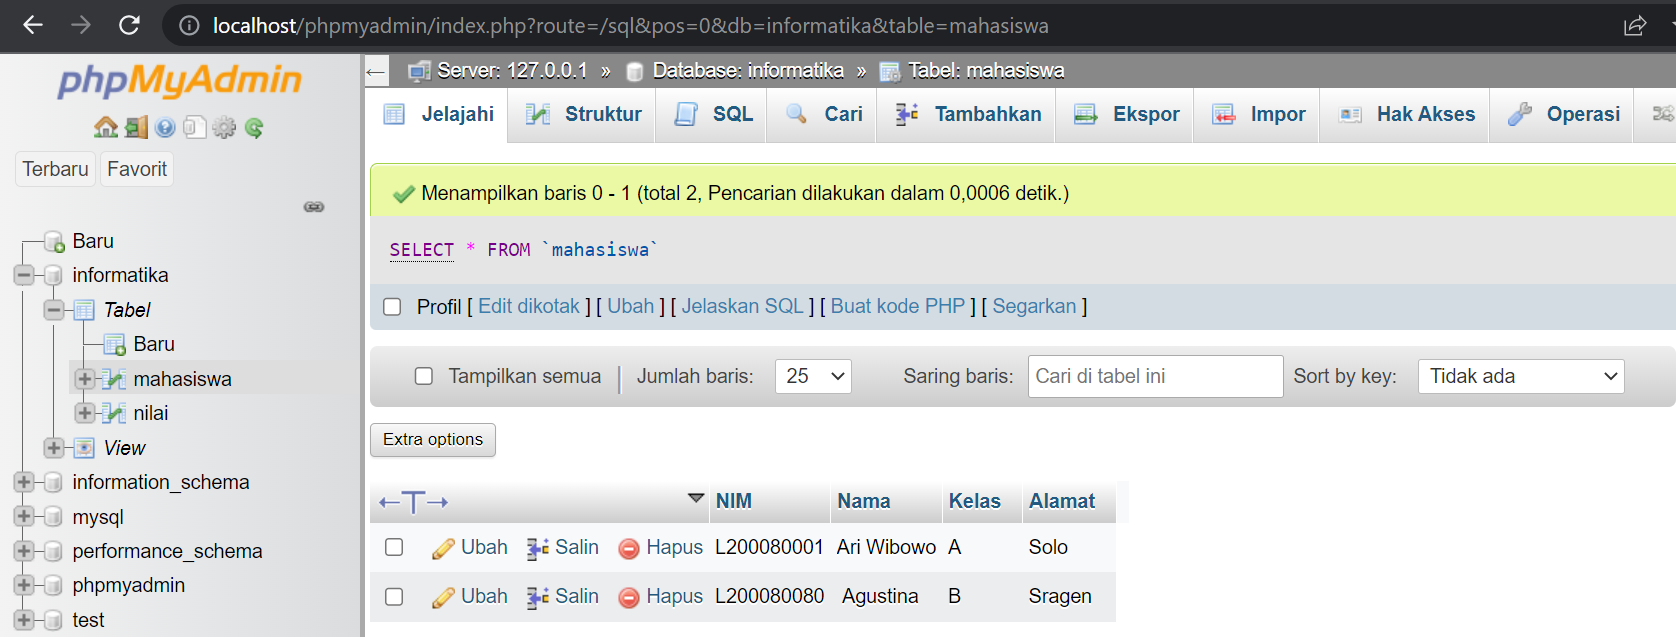 localhost/phpmyadmin/index.php?route=/sql&pos=0&db=informatika&table=mahasiswa
phpMyAdmin
Terbaru Favorit
Baru
informatika
Tabel
Baru
mahasiswa
nilai
View
information_schema
mysql
performance_schema
phpmyadmin
test
Server: 127.0.0.1 » Database: informatika » Tabel: mahasiswa
Jelajahi Struktur SQL Cari Tambahkan Ekspor Impor Hak Akses Operasi
Menampilkan baris 0 - 1 (total 2, Pencarian dilakukan dalam 0,0006 detik.)
SELECT * FROM `mahasiswa`
Profil [ Edit dikotak ] [ Ubah ] [ Jelaskan SQL ] [ Buat kode PHP ] [ Segarkan ]
Tampilkan semua | Jumlah baris: 25 Saring baris: Cari di tabel ini Sort by key: Tidak ada
Extra options
←T→ NIM Nama Kelas Alamat
Ubah Salin Hapus L200080001 Ari Wibowo A Solo
Ubah Salin Hapus L200080080 Agustina B Sragen